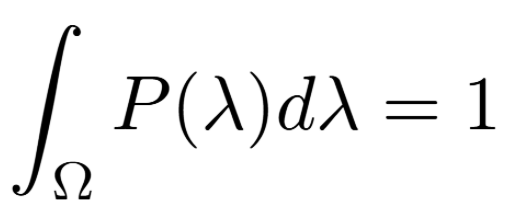 ∫_Ω P(λ)dλ = 1